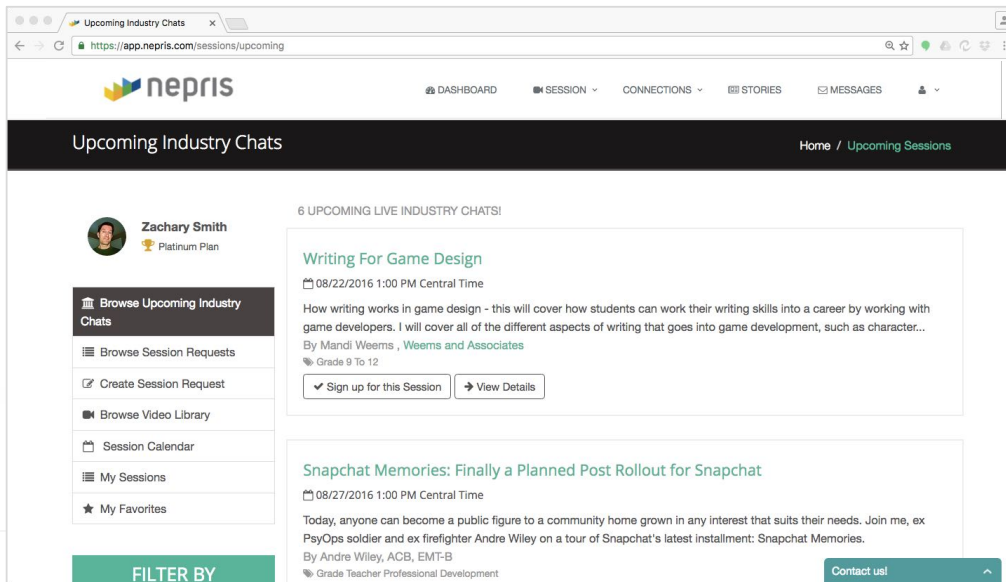 Upcoming Industry Chats
https://app.nepris.com/sessions/upcoming
nepris
DASHBOARD
SESSION
CONNECTIONS
STORIES
MESSAGES
Upcoming Industry Chats
Home / Upcoming Sessions
Zachary Smith
Platinum Plan
Browse Upcoming Industry
Chats
Browse Session Requests
Create Session Request
Browse Video Library
Session Calendar
My Sessions
My Favorites
FILTER BY
6 UPCOMING LIVE INDUSTRY CHATS!
Writing For Game Design
08/22/2016 1:00 PM Central Time
How writing works in game design - this will cover how students can work their writing skills into a career by working with
game developers. I will cover all of the different aspects of writing that goes into game development, such as character...
By Mandi Weems , Weems and Associates
Grade 9 To 12
Sign up for this Session
View Details
Snapchat Memories: Finally a Planned Post Rollout for Snapchat
08/27/2016 1:00 PM Central Time
Today, anyone can become a public figure to a community home grown in any interest that suits their needs. Join me, ex
PsyOps soldier and ex firefighter Andre Wiley on a tour of Snapchat's latest installment: Snapchat Memories.
By Andre Wiley, ACB, EMT-B
Grade Teacher Professional Development
Contact us!